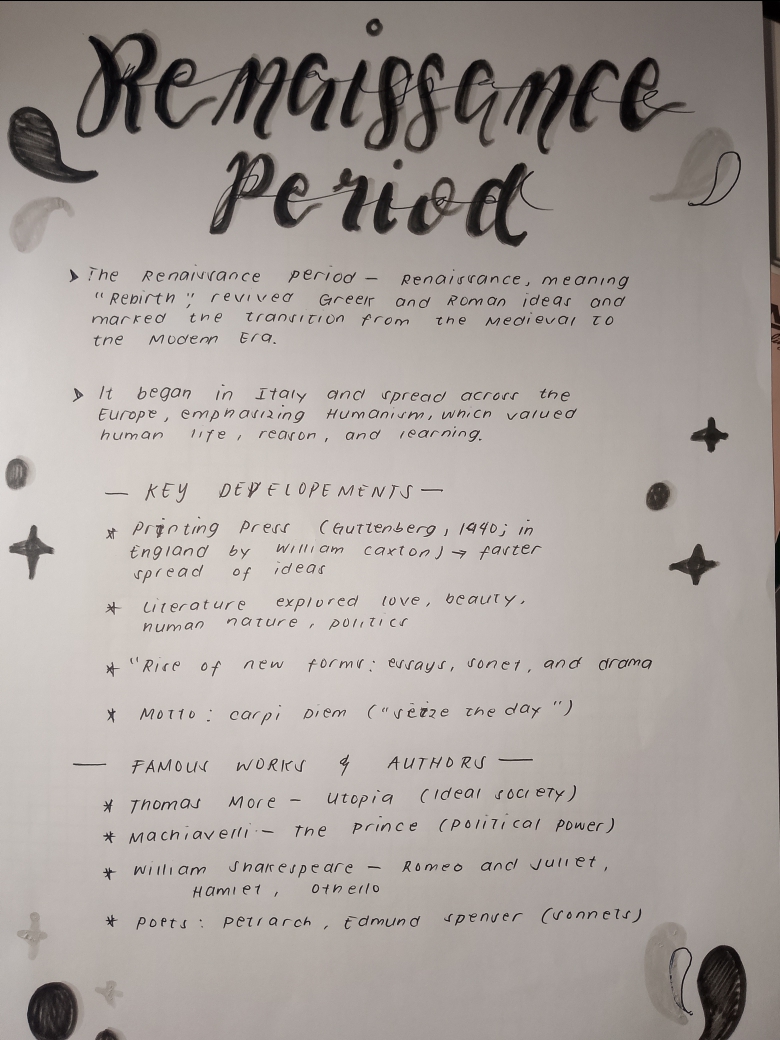 Renaissance
Period
The Renaissance period – Renaissance, meaning
"Rebirth", revived Greek and Roman ideas and
marked the transition from the Medieval to
the Modern Era.
It began in Italy and spread across the
Europe, emphasizing Humanism, which valued
human life, reason, and learning.
— KEY DEVELOPEMENTS —
* Printing Press (Guttenberg, 1440; in
England by William Caxton) → faster
spread of ideas
* Literature explored love, beauty,
human nature, politics
* "Rise of new forms: essays, sonet, and drama
* Motto: carpi Diem ("seize the day")
— FAMOUS WORKS & AUTHORS —
* Thomas More – Utopia (Ideal society)
* Machiavelli – The Prince (Political Power)
* William Shakespeare – Romeo and Juliet,
Hamlet, Othello
* Poets: Petrarch, Edmund Spenser (sonnets)